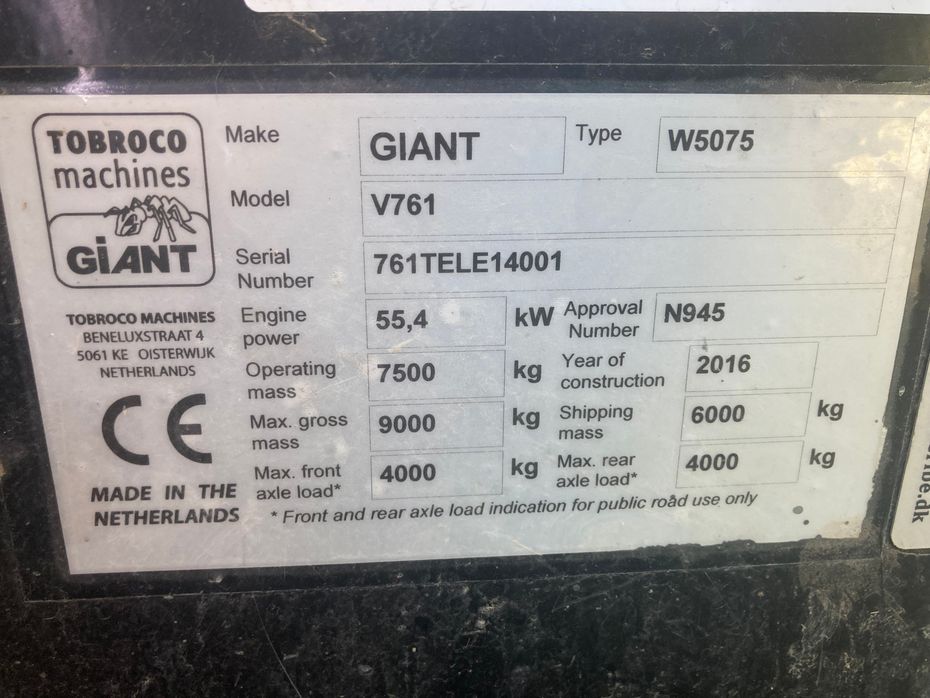 TOBROCO
machines
GiANT
Make GIANT Type W5075
Model V761
Serial Number 761TELE14001
TOBROCO MACHINES
BENELUXSTRAAT 4
5061 KE OISTERWIJK
NETHERLANDS
Engine power 55,4 kW Approval Number N945
Operating mass 7500 kg Year of construction 2016
Max. gross mass 9000 kg Shipping mass 6000 kg
Max. front axle load* 4000 kg Max. rear axle load* 4000 kg
CE
MADE IN THE
NETHERLANDS
* Front and rear axle load indication for public road use only